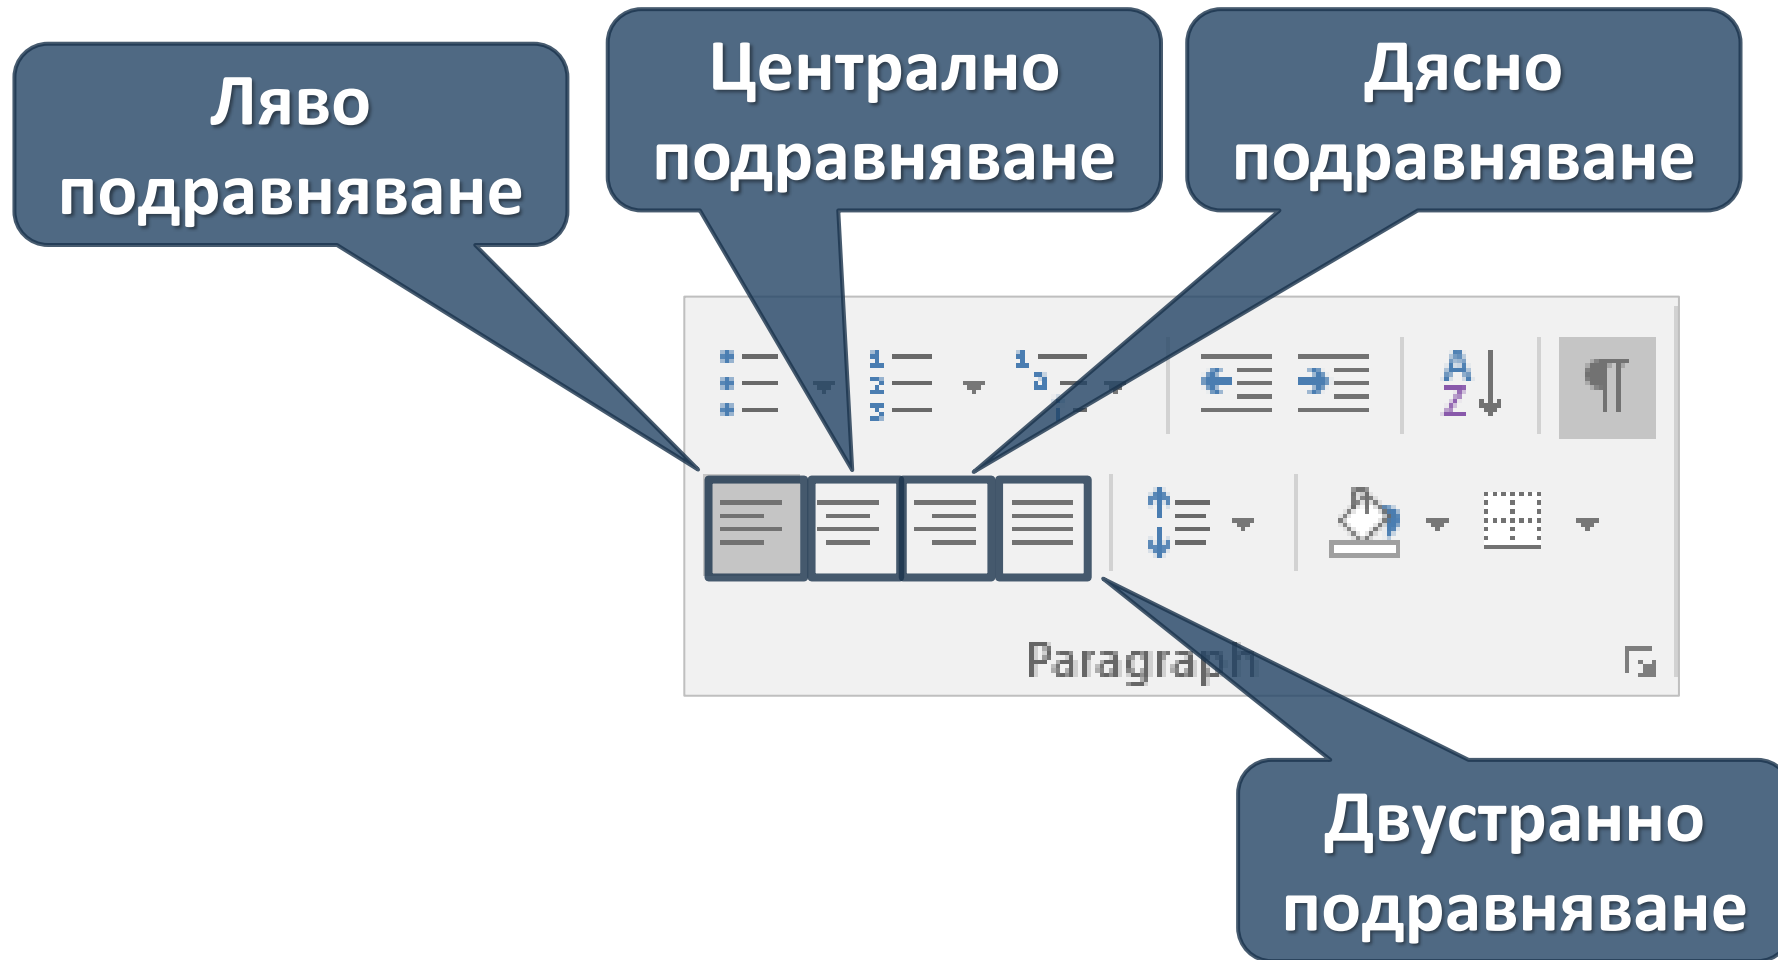 Ляво
подравняване
Централно
подравняване
Дясно
подравняване
Paragraph
Двустранно
подравняване